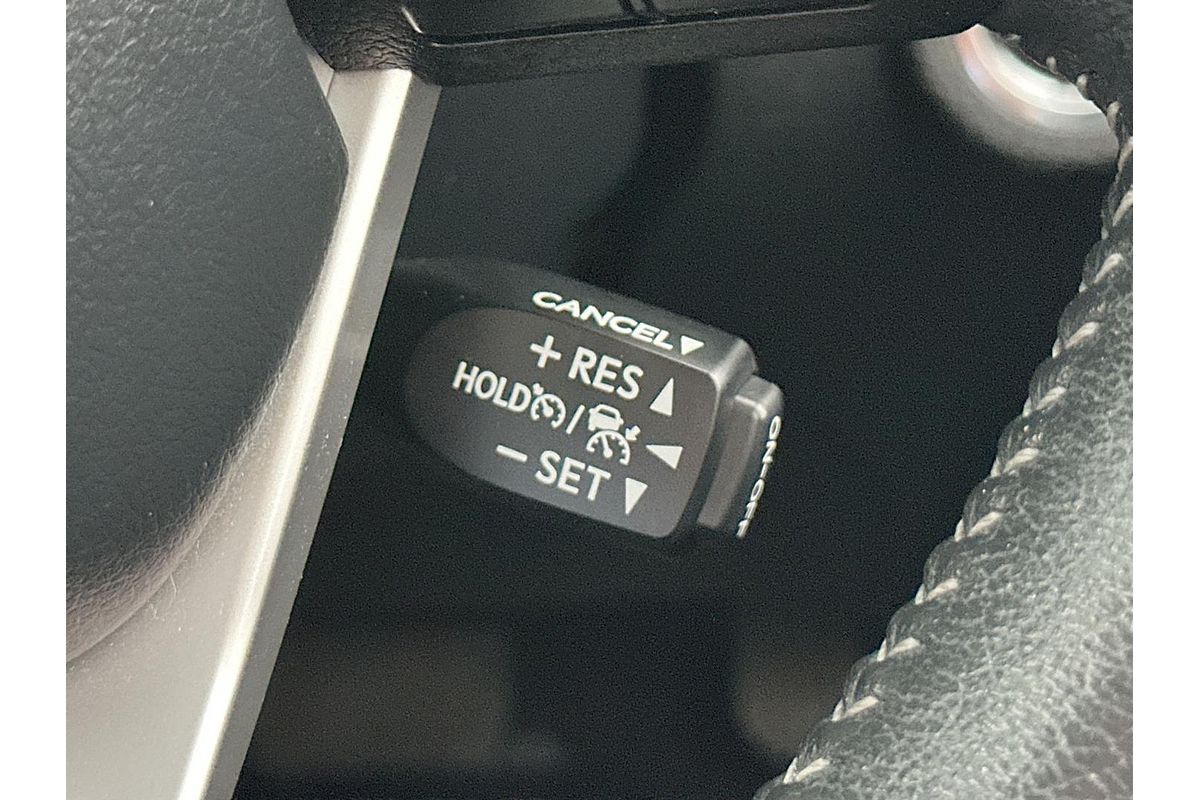 CANCEL▼
+ RES ▲
HOLD / ◀
- SET ▼
ON-OFF